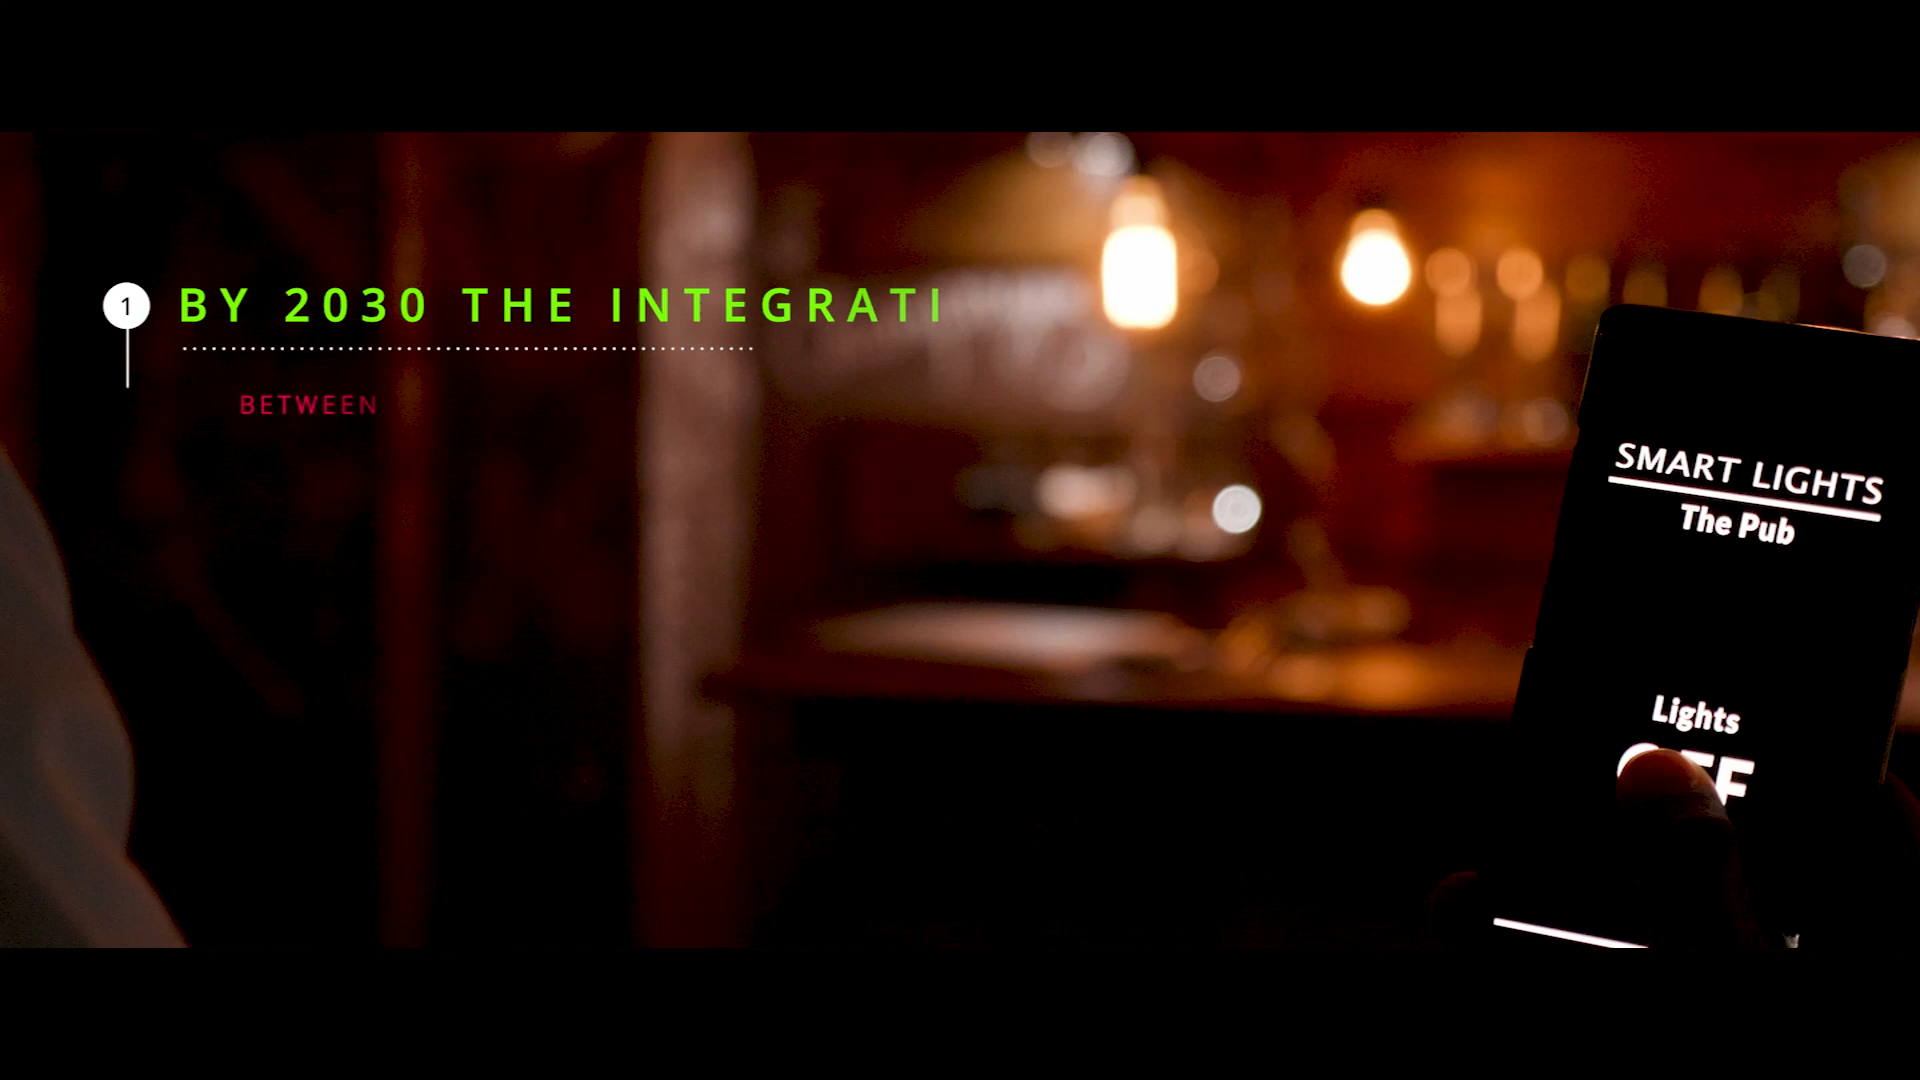 1 BY 2030 THE INTEGRATI
BETWEEN
SMART LIGHTS
The Pub
Lights